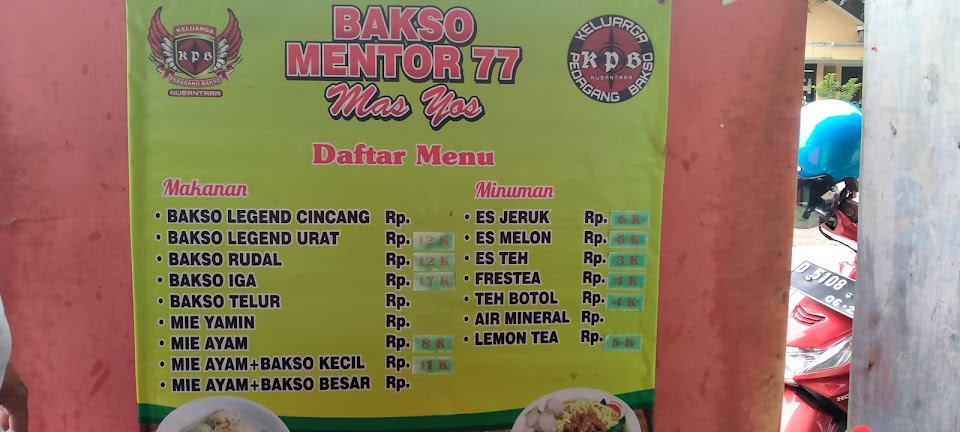 KELUARGA
KPB
PEDAGANG BAKSO
NUSANTARA
BAKSO
MENTOR 77
Mas Yos
KELUARGA
KPB
NUSANTARA
PEDAGANG BAKSO
Daftar Menu
Makanan
• BAKSO LEGEND CINCANG Rp.
• BAKSO LEGEND URAT Rp. 12 K
• BAKSO RUDAL Rp. 12 K
• BAKSO IGA Rp. 17 K
• BAKSO TELUR Rp.
• MIE YAMIN Rp.
• MIE AYAM Rp. 8 K
• MIE AYAM+BAKSO KECIL Rp. 11 K
• MIE AYAM+BAKSO BESAR Rp.
Minuman
• ES JERUK Rp. 6 K
• ES MELON Rp. 6 K
• ES TEH Rp. 3 K
• FRESTEA Rp. 4 K
• TEH BOTOL Rp. 4 K
• AIR MINERAL Rp.
• LEMON TEA Rp. 5 K
D 5108